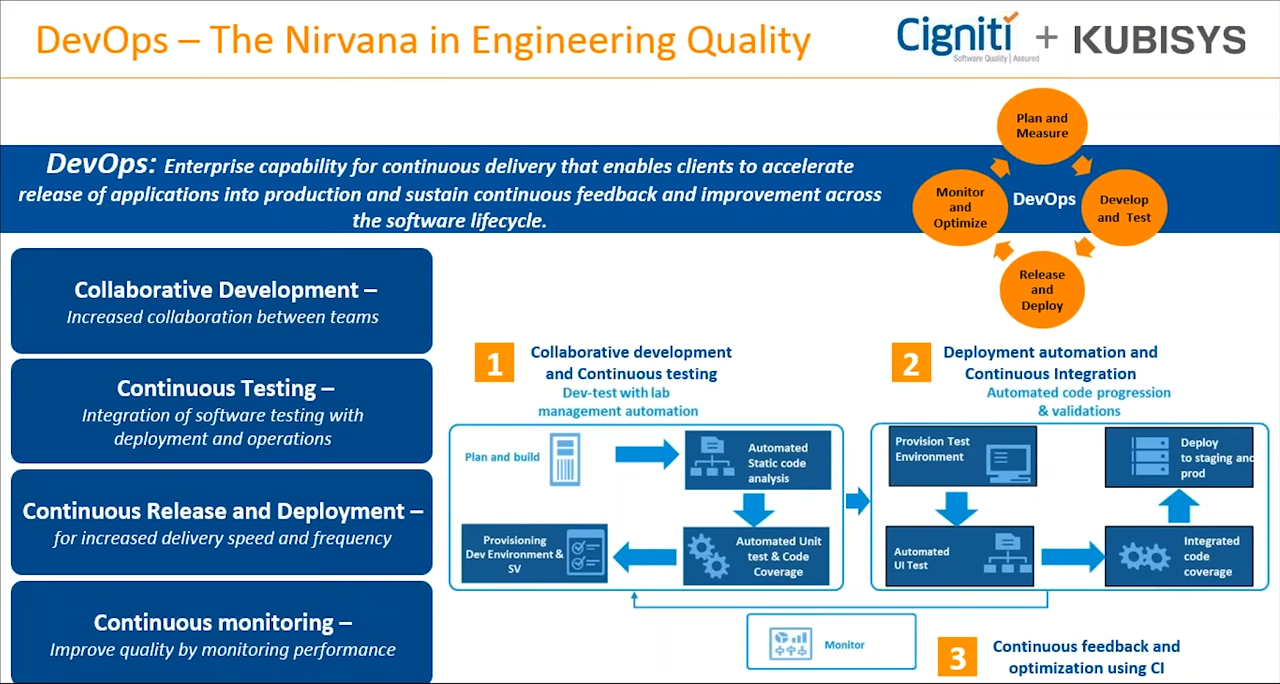 DevOps – The Nirvana in Engineering Quality
Cigniti + KUBISYS
Software Quality | Assured
DevOps: Enterprise capability for continuous delivery that enables clients to accelerate
release of applications into production and sustain continuous feedback and improvement across
the software lifecycle.
Plan and
Measure
Monitor
and
Optimize
DevOps
Develop
and Test
Release
and
Deploy
Collaborative Development –
Increased collaboration between teams
Continuous Testing –
Integration of software testing with
deployment and operations
Continuous Release and Deployment –
for increased delivery speed and frequency
Continuous monitoring –
Improve quality by monitoring performance
1
Collaborative development
and Continuous testing
Dev-test with lab
management automation
Plan and build
Automated
Static code
analysis
Provisioning
Dev Environment &
SV
Automated Unit
test & Code
Coverage
2
Deployment automation and
Continuous Integration
Automated code progression
& validations
Provision Test
Environment
Deploy
to staging and
prod
Automated
UI Test
Integrated
code
coverage
Monitor
3
Continuous feedback and
optimization using CI